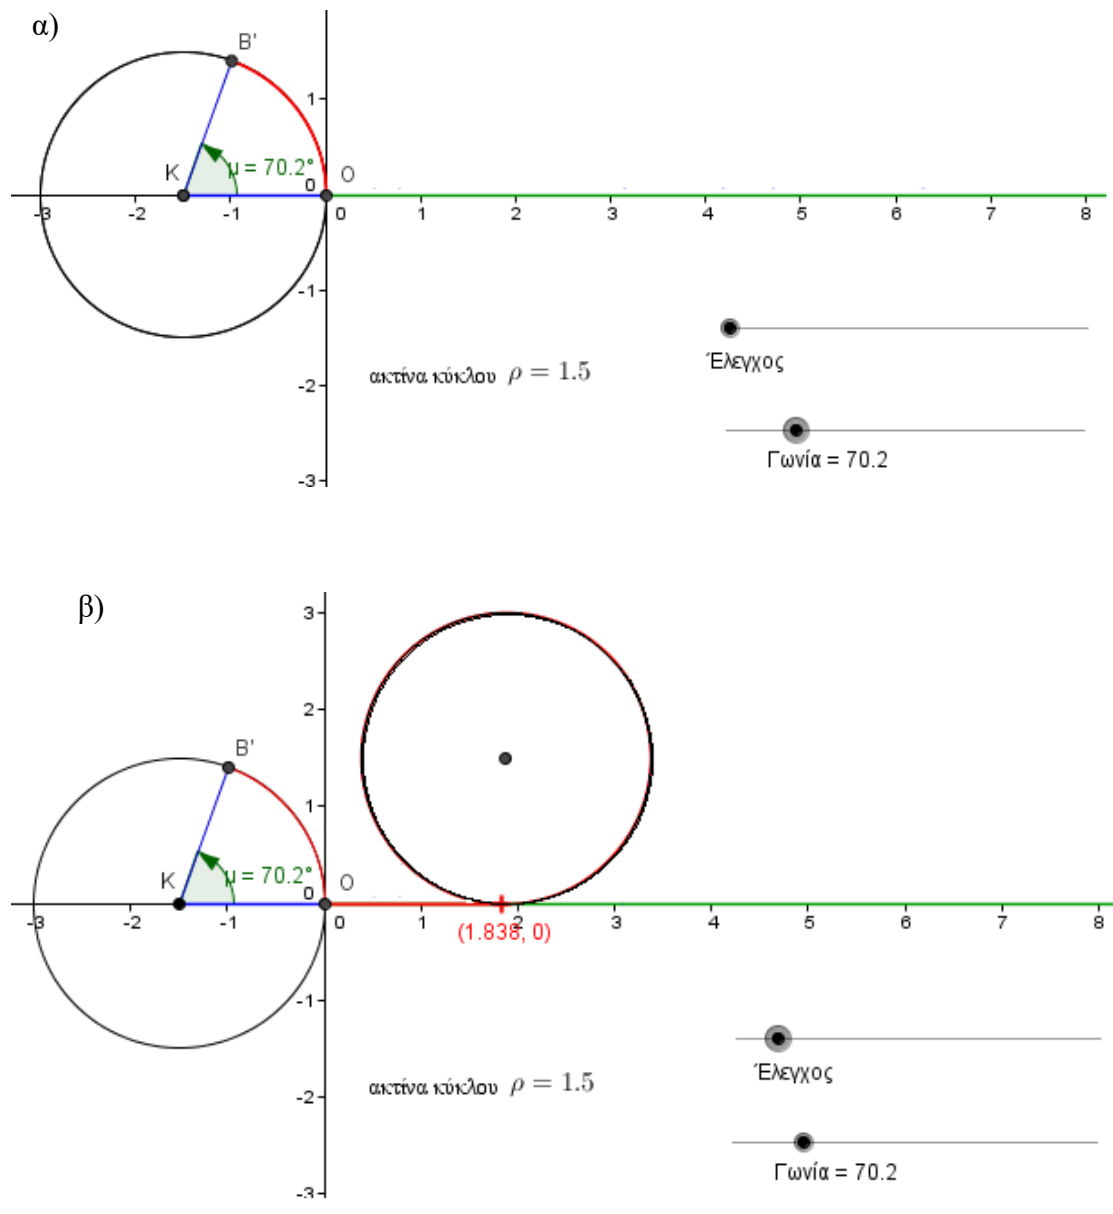 α)
B'
1
K
μ = 70.2°
0
O
-3 -2 -1 0 1 2 3 4 5 6 7 8
-1
Έλεγχος
ακτίνα κύκλου ρ = 1.5
-2
Γωνία = 70.2
-3
β)
3
2
B'
1
K
μ = 70.2°
0
O
-3 -2 -1 0 1 2 3 4 5 6 7 8
(1.838, 0)
-1
Έλεγχος
ακτίνα κύκλου ρ = 1.5
-2
Γωνία = 70.2
-3